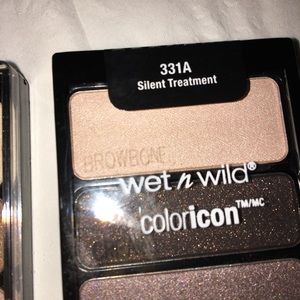 331A
Silent Treatment
BROWBONE
wet n wild®
coloricon™/MC